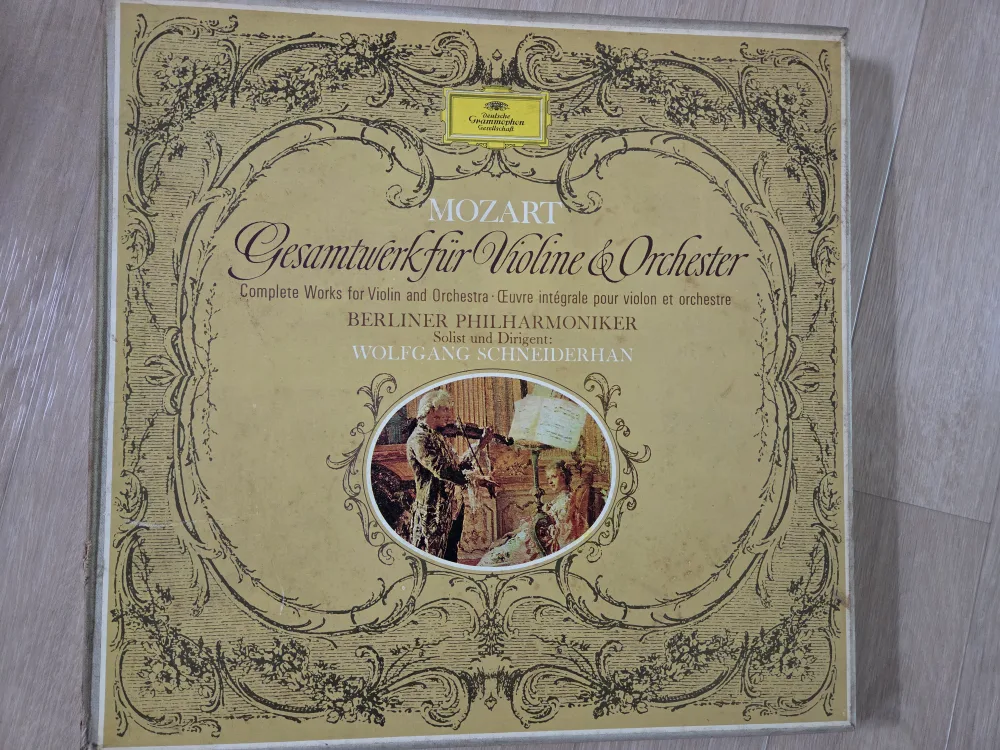 Deutsche
Grammophon
Gesellschaft
MOZART
Gesamtwerk für Violine & Orchester
Complete Works for Violin and Orchestra · Œuvre intégrale pour violon et orchestre
BERLINER PHILHARMONIKER
Solist und Dirigent:
WOLFGANG SCHNEIDERHAN